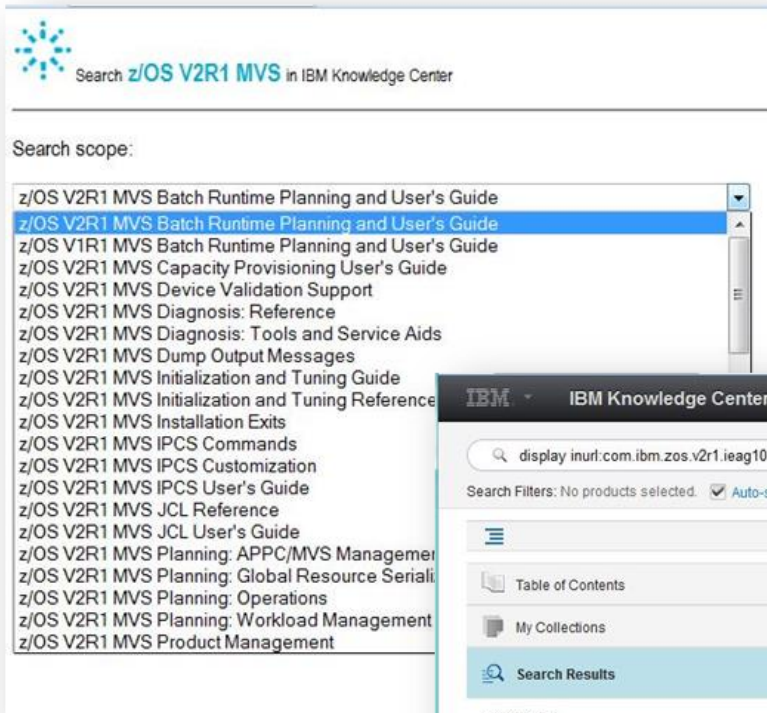 Search z/OS V2R1 MVS in IBM Knowledge Center
Search scope:
z/OS V2R1 MVS Batch Runtime Planning and User's Guide
z/OS V2R1 MVS Batch Runtime Planning and User's Guide
z/OS V1R1 MVS Batch Runtime Planning and User's Guide
z/OS V2R1 MVS Capacity Provisioning User's Guide
z/OS V2R1 MVS Device Validation Support
z/OS V2R1 MVS Diagnosis: Reference
z/OS V2R1 MVS Diagnosis: Tools and Service Aids
z/OS V2R1 MVS Dump Output Messages
z/OS V2R1 MVS Initialization and Tuning Guide
z/OS V2R1 MVS Initialization and Tuning Reference
z/OS V2R1 MVS Installation Exits
z/OS V2R1 MVS IPCS Commands
z/OS V2R1 MVS IPCS Customization
z/OS V2R1 MVS IPCS User's Guide
z/OS V2R1 MVS JCL Reference
z/OS V2R1 MVS JCL User's Guide
z/OS V2R1 MVS Planning: APPC/MVS Managemen
z/OS V2R1 MVS Planning: Global Resource Seriali
z/OS V2R1 MVS Planning: Operations
z/OS V2R1 MVS Planning: Workload Management
z/OS V2R1 MVS Product Management
IBM IBM Knowledge Center
display inurl:com.ibm.zos.v2r1.ieag10
Search Filters: No products selected. Auto-s
Table of Contents
My Collections
Search Results